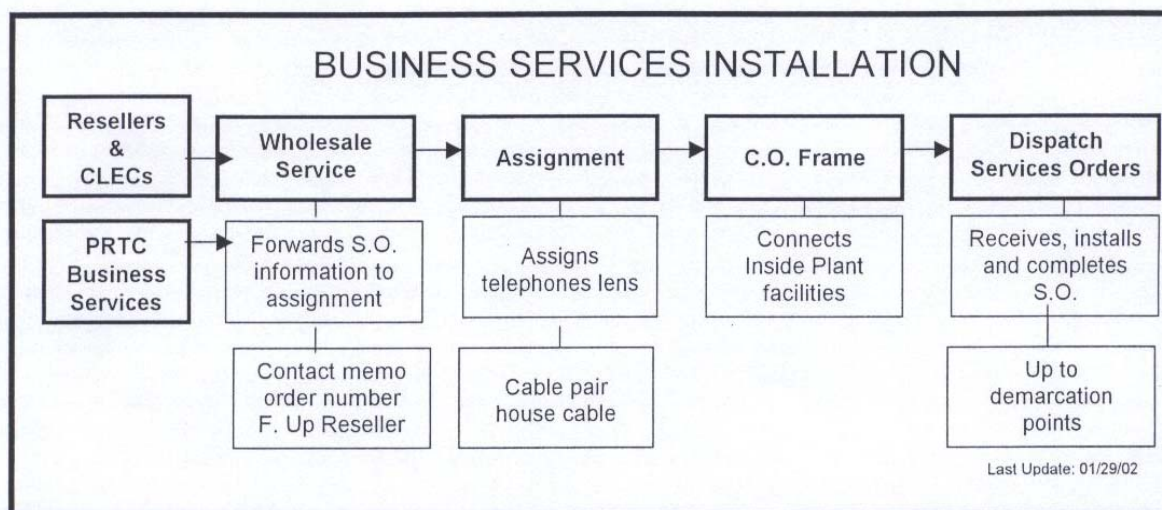 BUSINESS SERVICES INSTALLATION
Resellers
&
CLECs
Wholesale
Service
Assignment
C.O. Frame
Dispatch
Services Orders
PRTC
Business
Services
Forwards S.O.
information to
assignment
Assigns
telephones lens
Connects
Inside Plant
facilities
Receives, installs
and completes
S.O.
Contact memo
order number
F. Up Reseller
Cable pair
house cable
Up to
demarcation
points
Last Update: 01/29/02